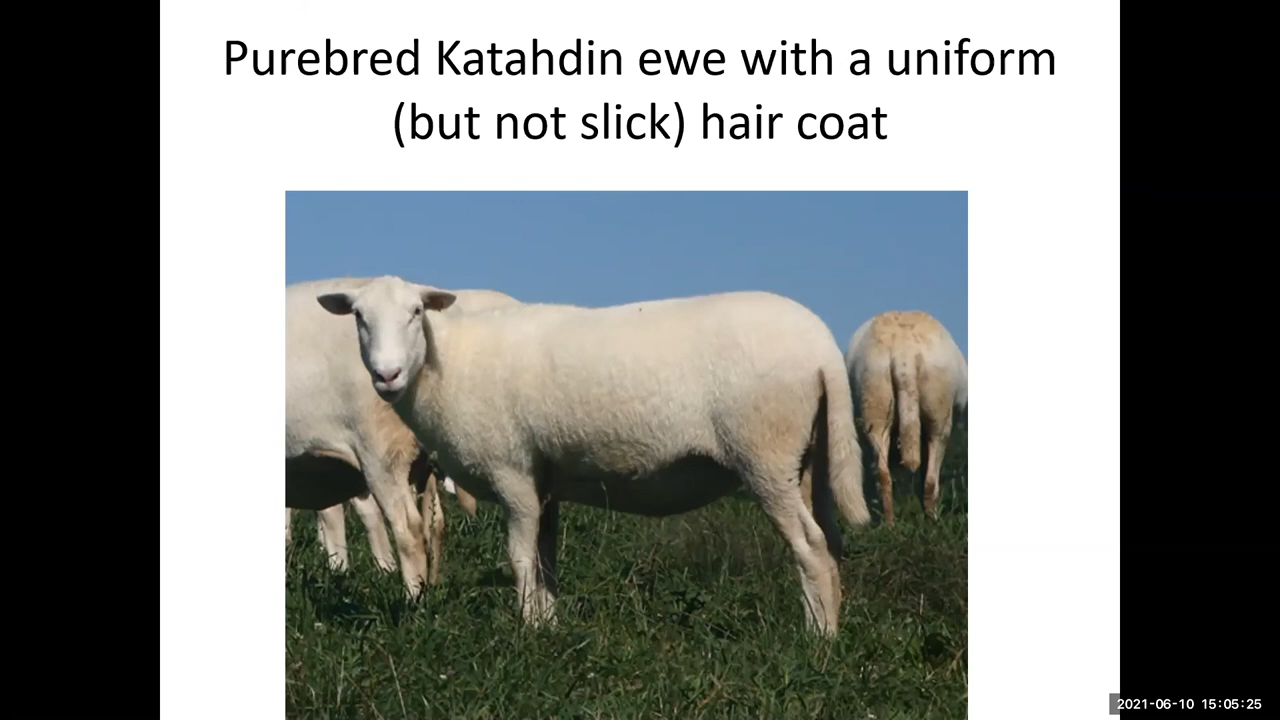 Purebred Katahdin ewe with a uniform
(but not slick) hair coat
2021-06-10 15:05:25